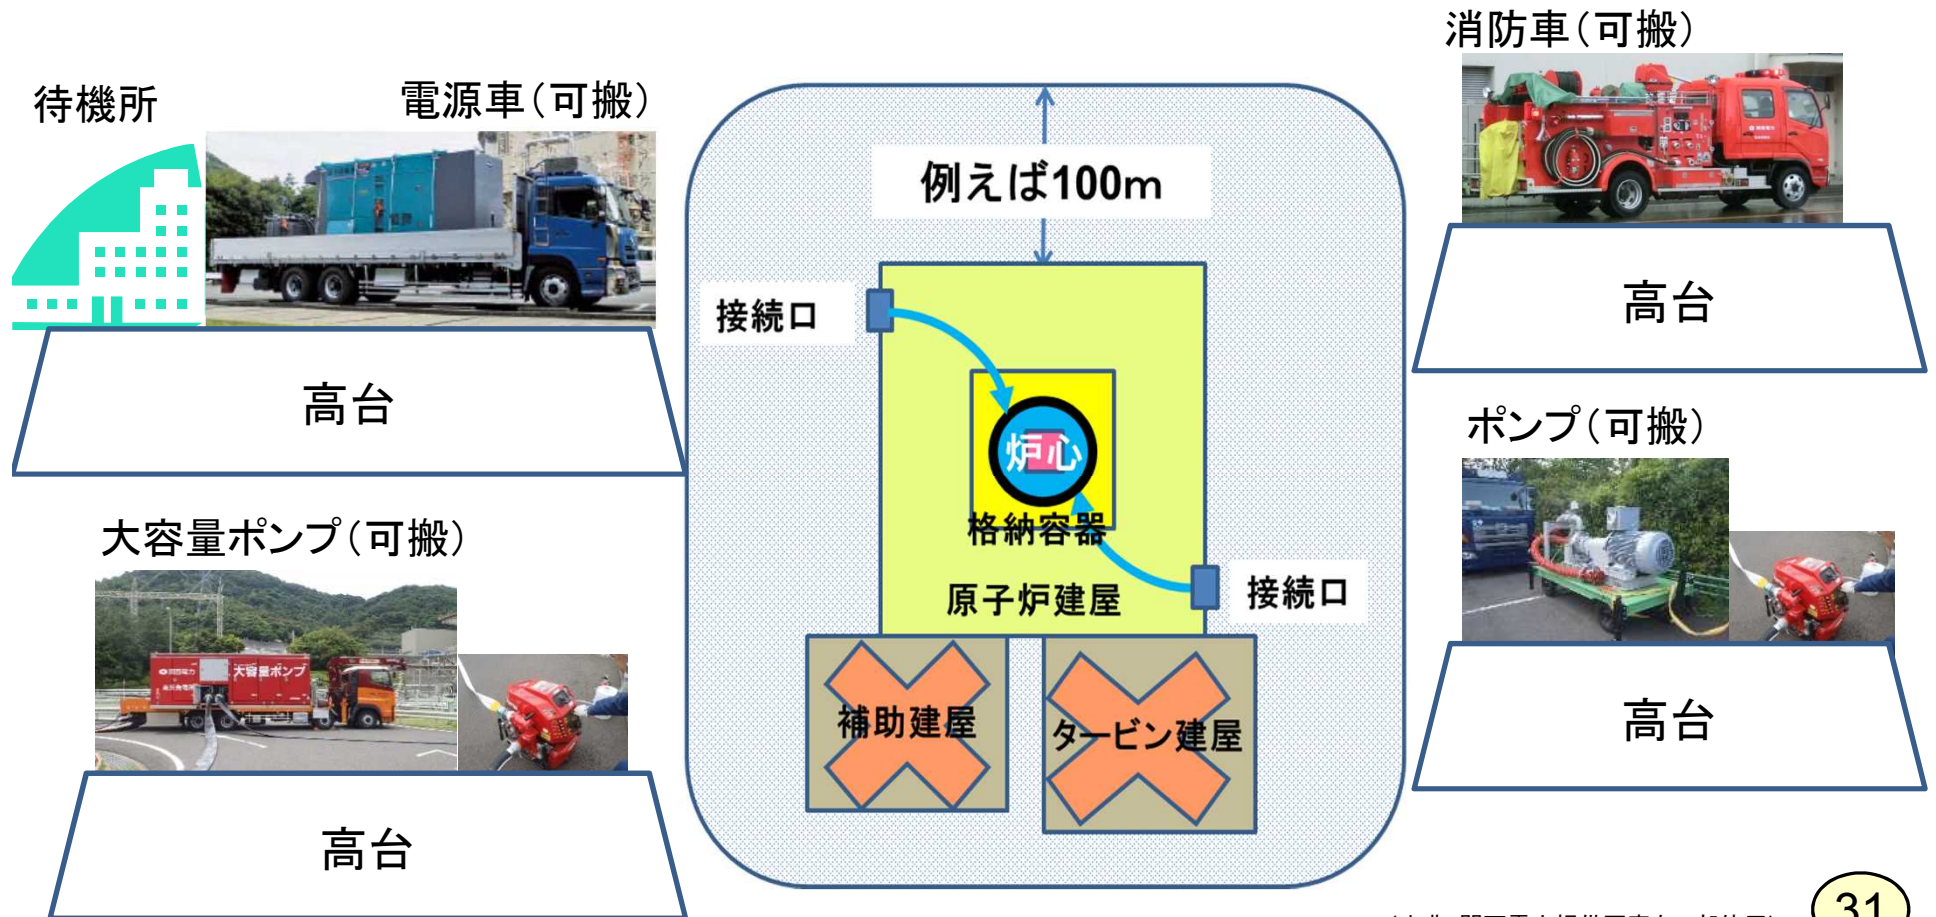 消防車（可搬）
待機所
電源車（可搬）
例えば100m
高台
接続口
高台
炉心
格納容器
ポンプ（可搬）
大容量ポンプ（可搬）
接続口
原子炉建屋
大容量ポンプ
補助建屋
タービン建屋
高台
高台
31